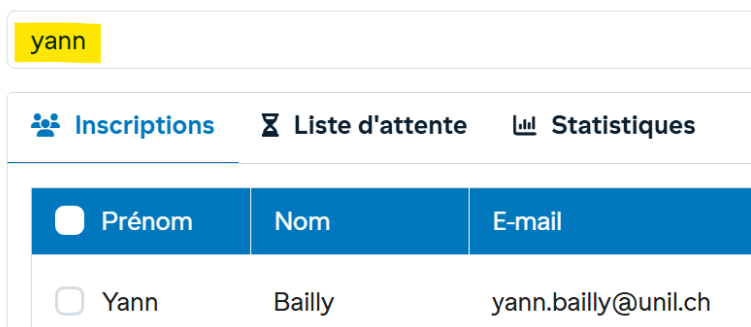 yann
Inscriptions Liste d'attente Statistiques
Prénom Nom E-mail
Yann Bailly yann.bailly@unil.ch